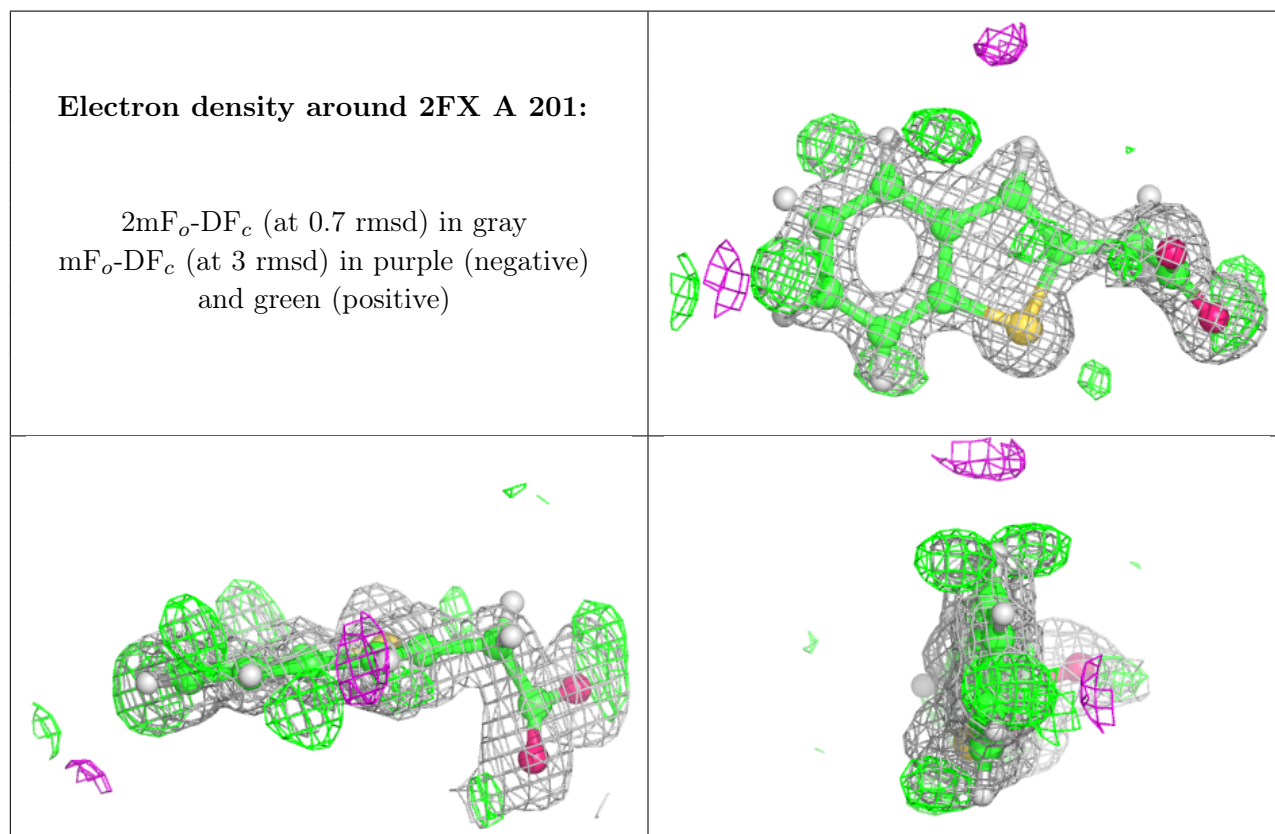 Electron density around 2FX A 201:
2mFo-DFc (at 0.7 rmsd) in gray
mFo-DFc (at 3 rmsd) in purple (negative)
and green (positive)